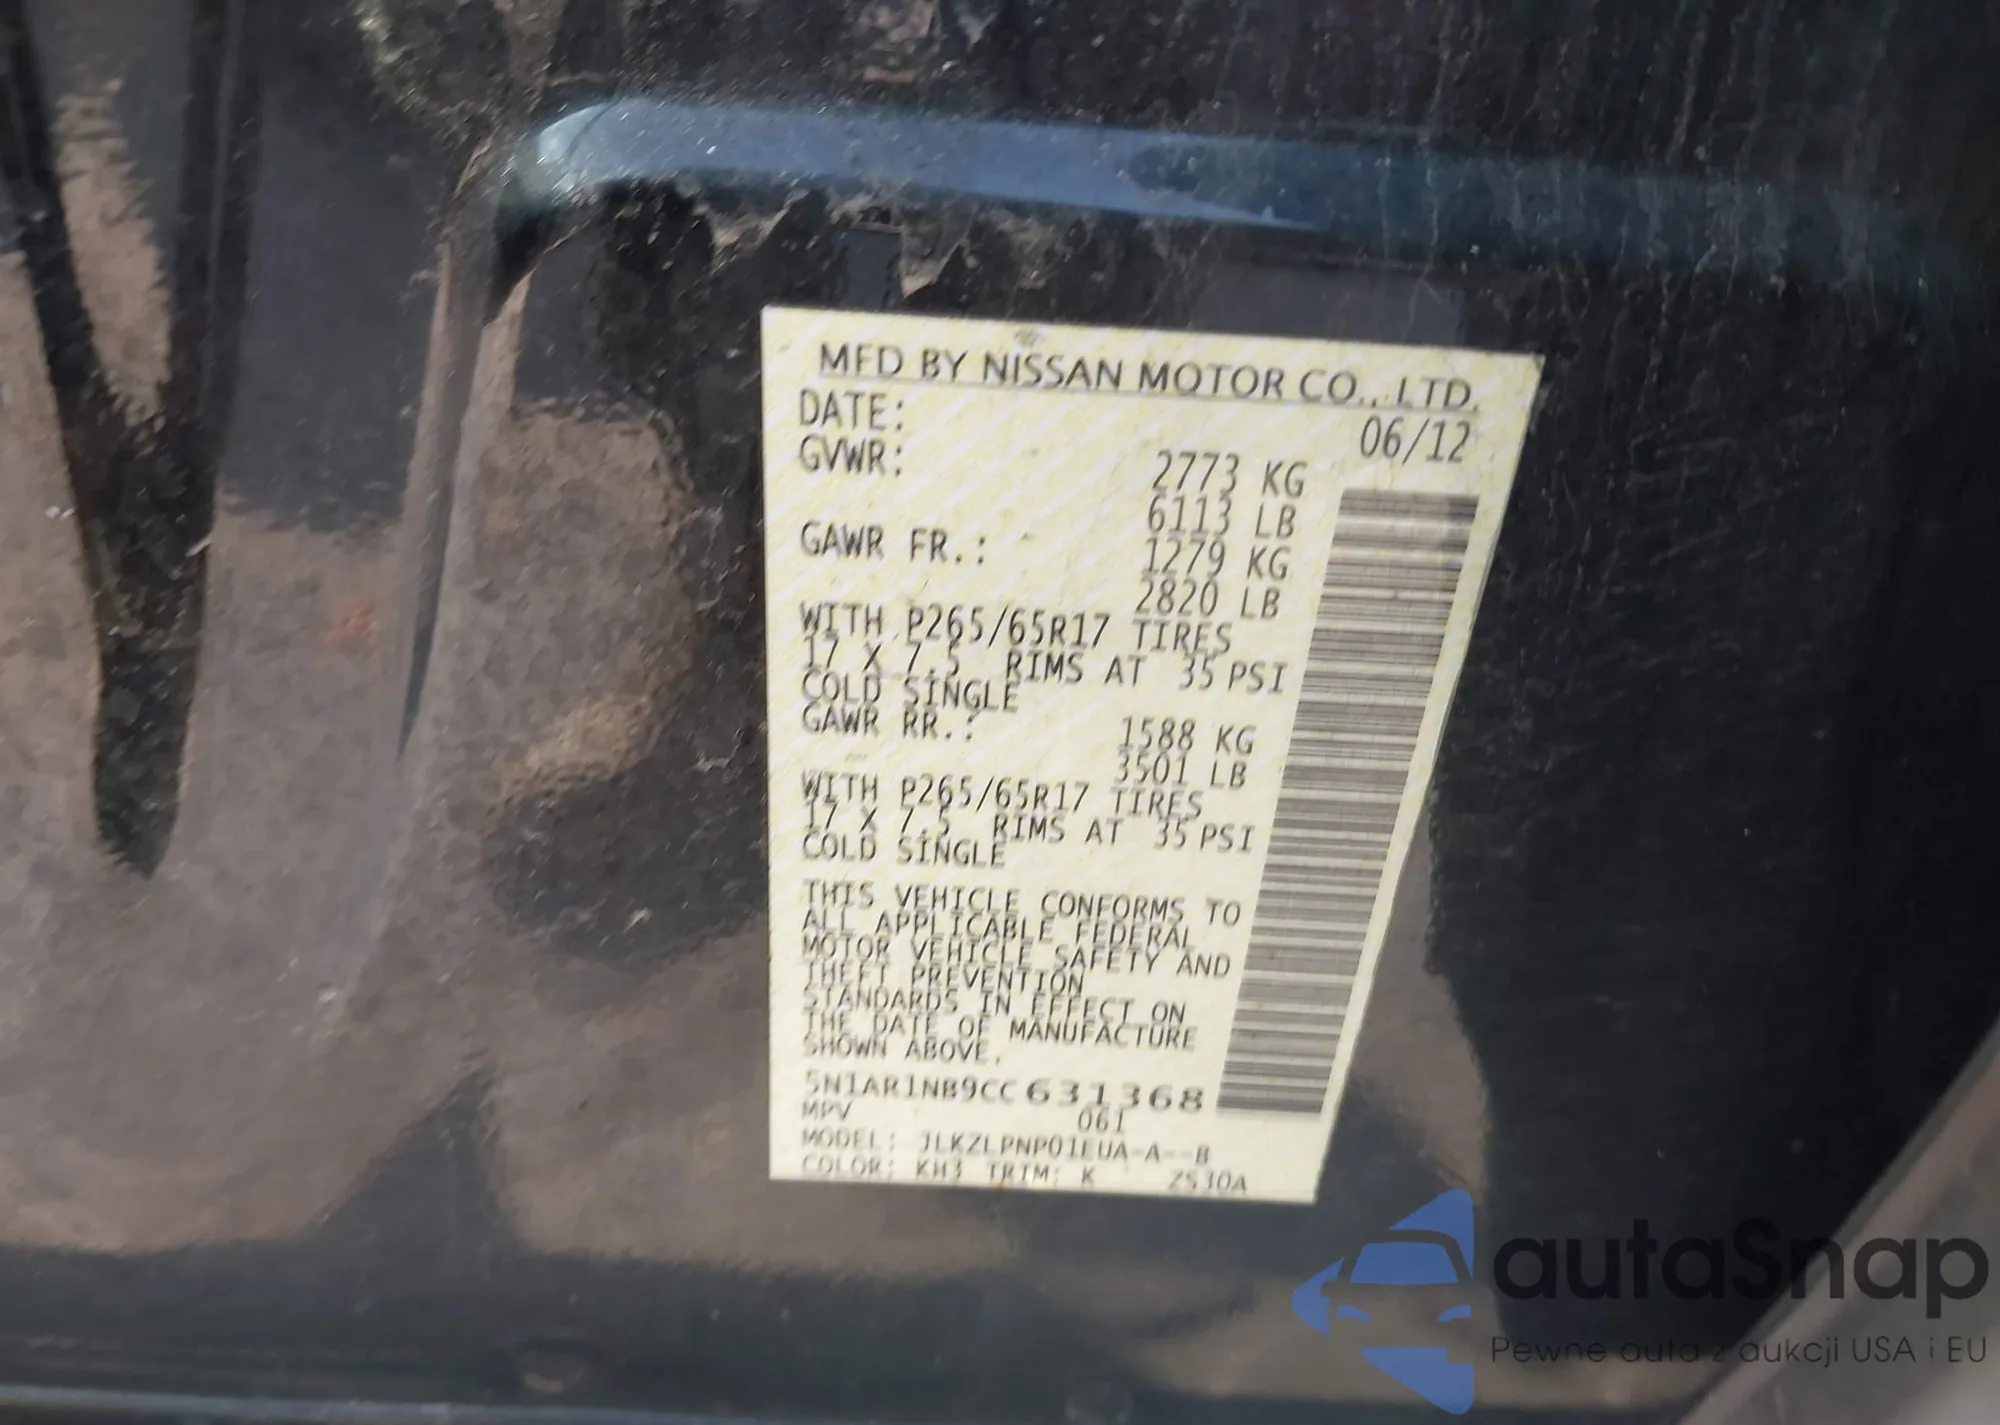 MFD BY NISSAN MOTOR CO., LTD.
DATE: 06/12
GVWR: 2773 KG
6113 LB
GAWR FR.: 1279 KG
2820 LB
WITH P265/65R17 TIRES
17 X 7.5 RIMS AT 35 PSI
COLD SINGLE
GAWR RR.: 1588 KG
3501 LB
WITH P265/65R17 TIRES
17 X 7.5 RIMS AT 35 PSI
COLD SINGLE
THIS VEHICLE CONFORMS TO
ALL APPLICABLE FEDERAL
MOTOR VEHICLE SAFETY AND
THEFT PREVENTION
STANDARDS IN EFFECT ON
THE DATE OF MANUFACTURE
SHOWN ABOVE.
5N1AR1NB9CC 631368
MPV 061
MODEL: JLKZLPNP01EUA-A--B
COLOR: KH3 TRIM: K ZS30A
autaSnap
Pewne auta z aukcji USA i EU